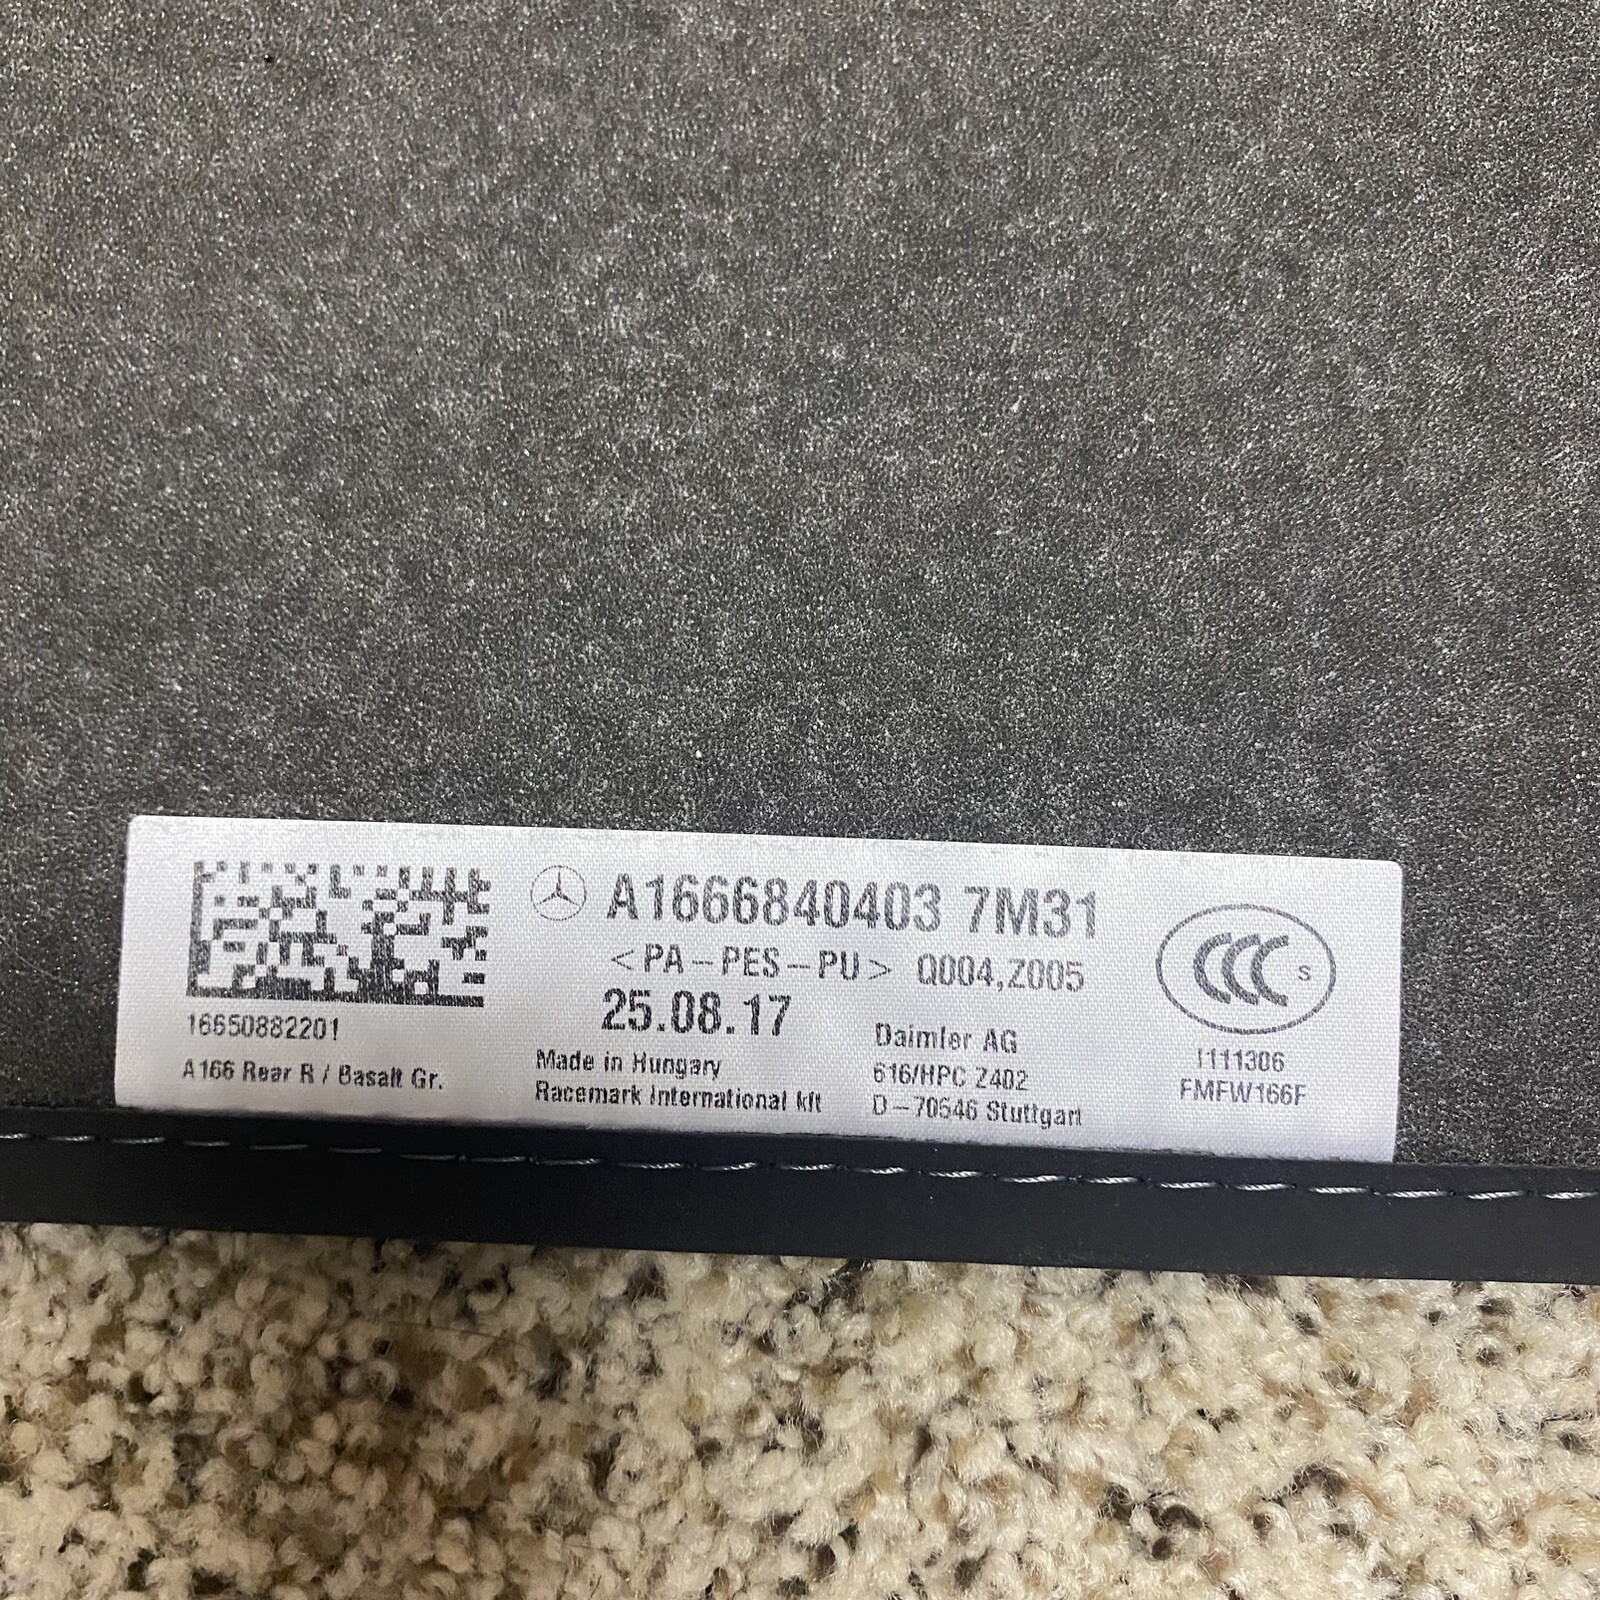 A1666840403 7M31
<PA-PES-PU> Q004,Z005
25.08.17
16650882201
A166 Rear R / Basalt Gr.
Made in Hungary
Racemark International kft
Daimler AG
616/HPC Z402
D-70546 Stuttgart
CCC S
I111306
FMFW166F